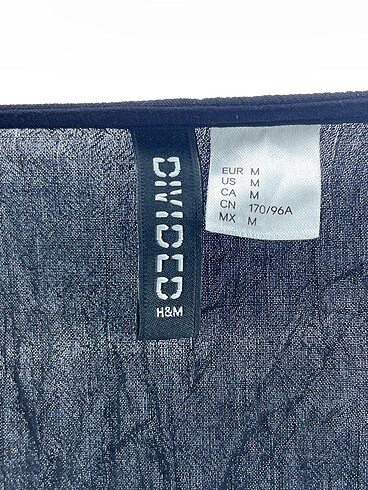 DIVIDED
H&M
EUR M
US M
CA M
CN 170/96A
MX M